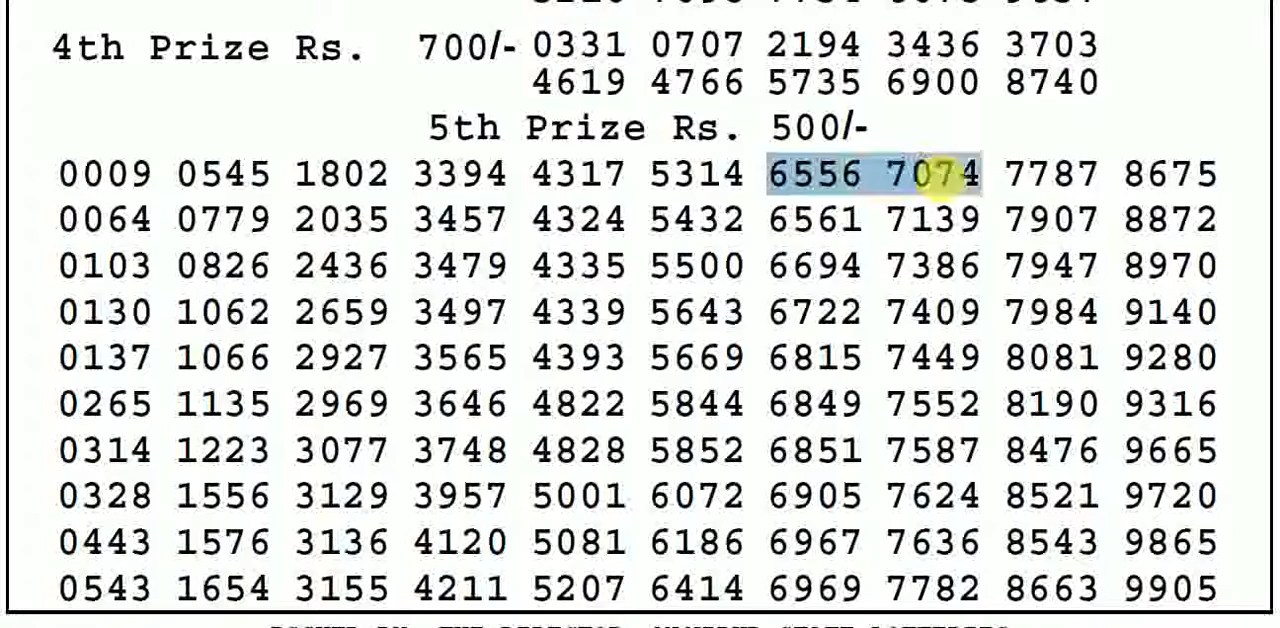 4th Prize Rs. 700/- 0331 0707 2194 3436 3703
4619 4766 5735 6900 8740
5th Prize Rs. 500/-
0009 0545 1802 3394 4317 5314 6556 7074 7787 8675
0064 0779 2035 3457 4324 5432 6561 7139 7907 8872
0103 0826 2436 3479 4335 5500 6694 7386 7947 8970
0130 1062 2659 3497 4339 5643 6722 7409 7984 9140
0137 1066 2927 3565 4393 5669 6815 7449 8081 9280
0265 1135 2969 3646 4822 5844 6849 7552 8190 9316
0314 1223 3077 3748 4828 5852 6851 7587 8476 9665
0328 1556 3129 3957 5001 6072 6905 7624 8521 9720
0443 1576 3136 4120 5081 6186 6967 7636 8543 9865
0543 1654 3155 4211 5207 6414 6969 7782 8663 9905